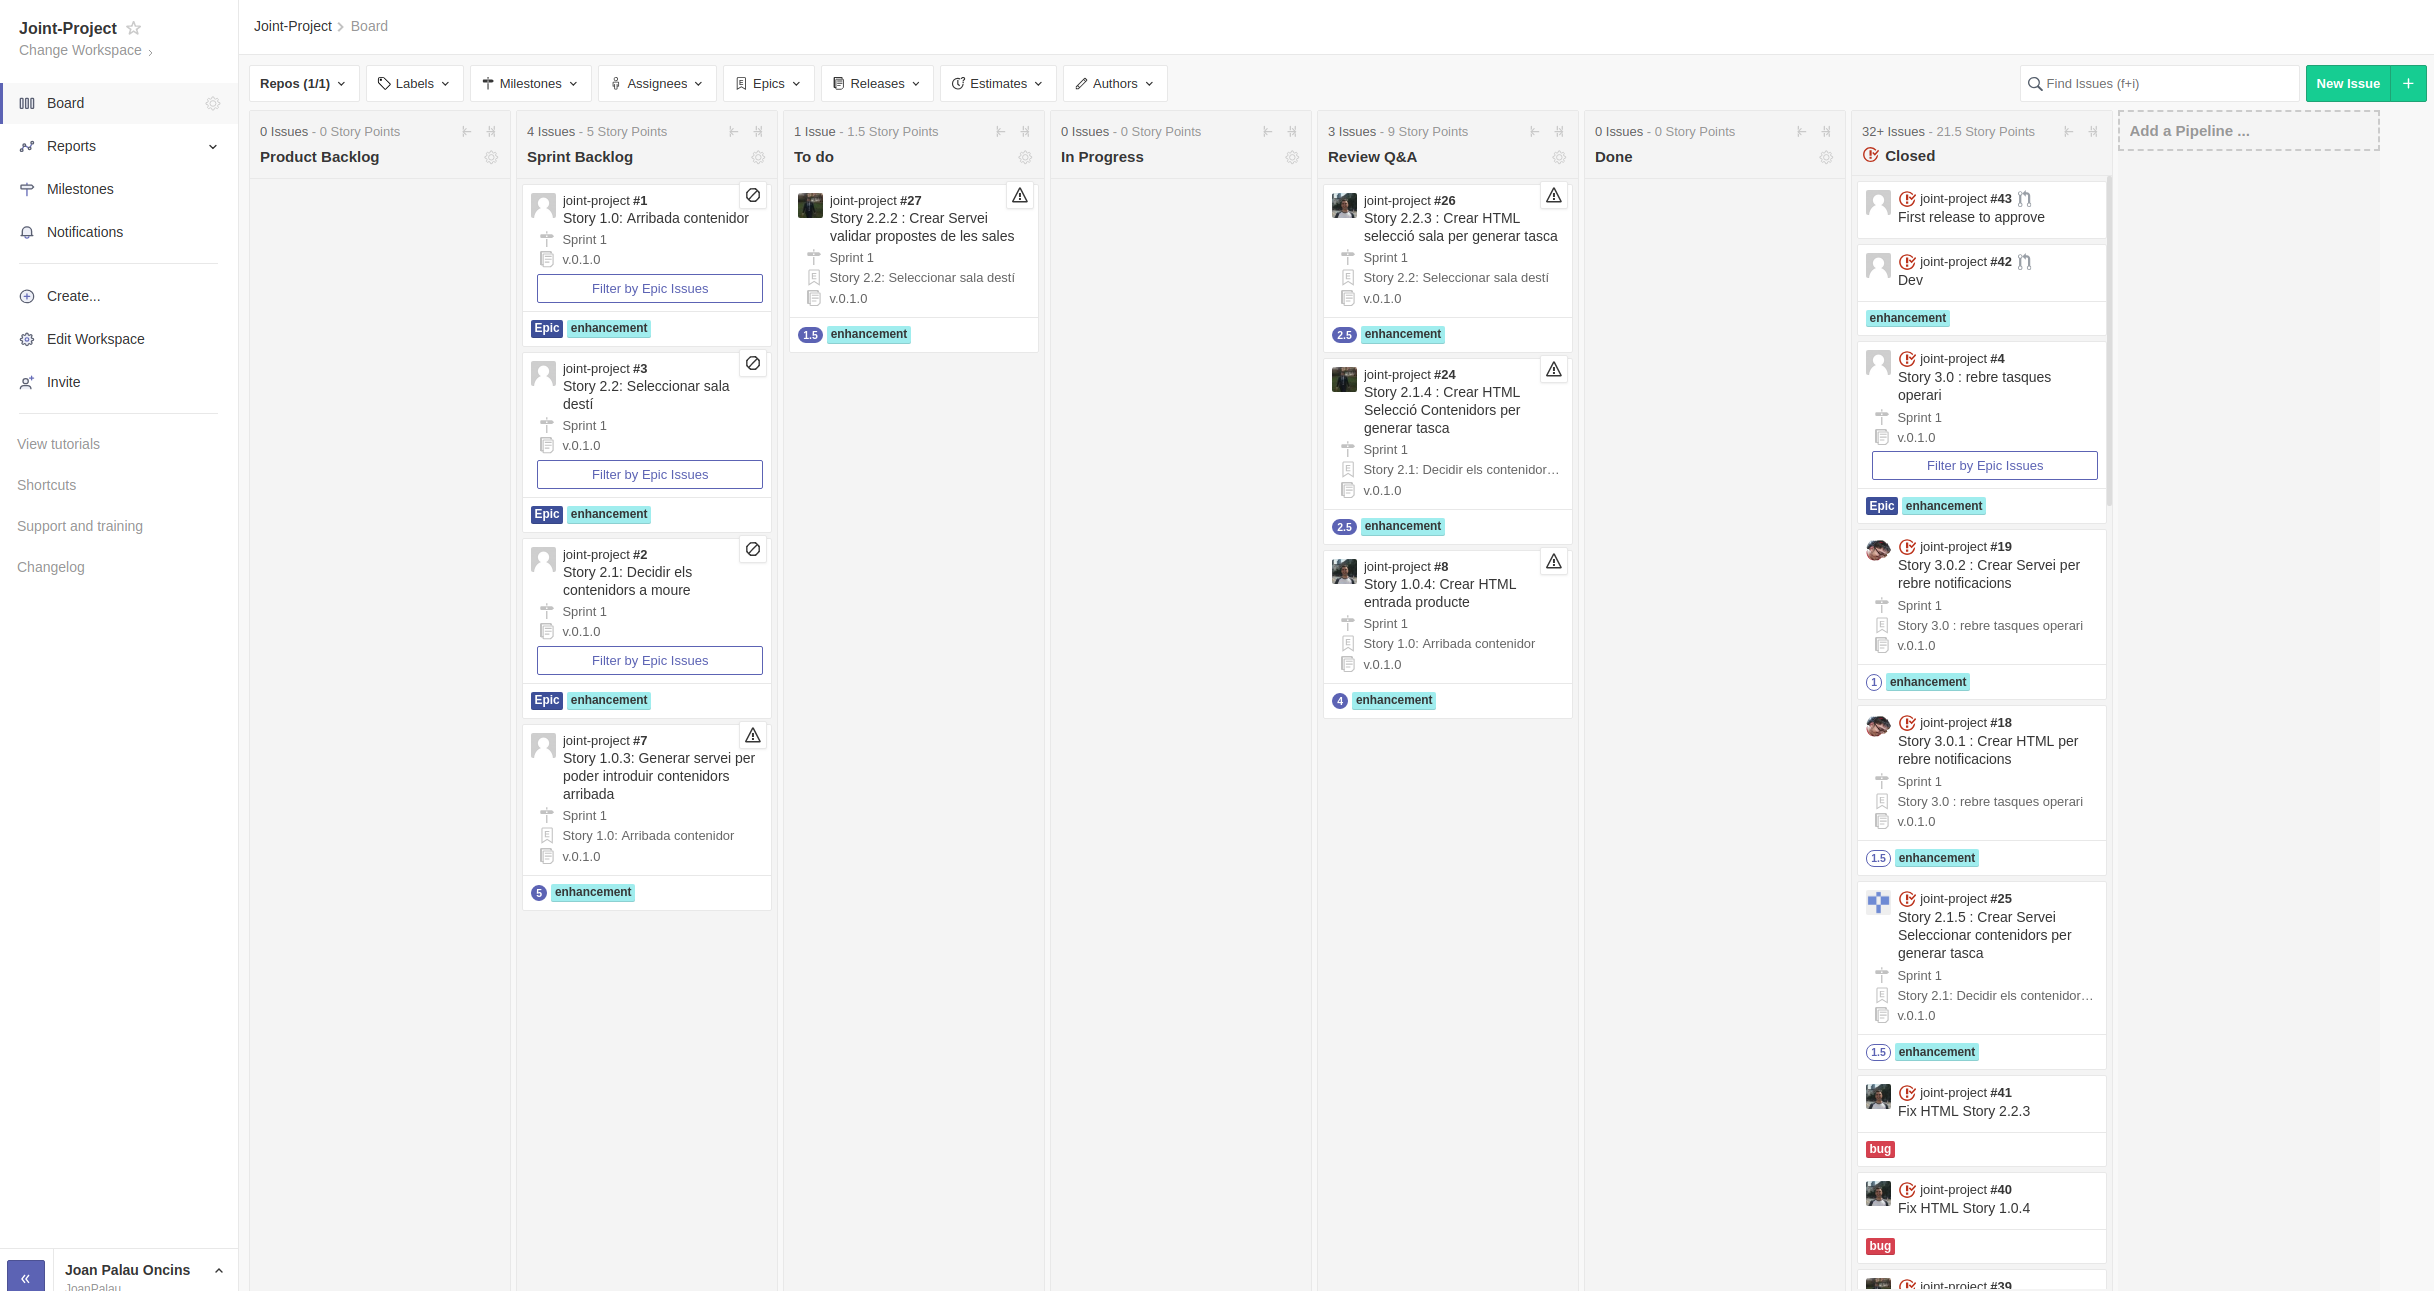 Joint-Project
Change Workspace
Board
Reports
Milestones
Notifications
Create...
Edit Workspace
Invite
View tutorials
Shortcuts
Support and training
Changelog
«
Joan Palau Oncins
JoanPalau
Joint-Project Board
Repos (1/1) Labels Milestones Assignees Epics Releases Estimates Authors
Find Issues (f+i)
New Issue +
0 Issues - 0 Story Points
Product Backlog
4 Issues - 5 Story Points
Sprint Backlog
joint-project #1
Story 1.0: Arribada contenidor
Sprint 1
v.0.1.0
Filter by Epic Issues
Epic enhancement
joint-project #3
Story 2.2: Seleccionar sala
destí
Sprint 1
v.0.1.0
Filter by Epic Issues
Epic enhancement
joint-project #2
Story 2.1: Decidir els
contenidors a moure
Sprint 1
v.0.1.0
Filter by Epic Issues
Epic enhancement
joint-project #7
Story 1.0.3: Generar servei per
poder introduir contenidors
arribada
Sprint 1
Story 1.0: Arribada contenidor
v.0.1.0
5 enhancement
1 Issue - 1.5 Story Points
To do
joint-project #27
Story 2.2.2 : Crear Servei
validar propostes de les sales
Sprint 1
Story 2.2: Seleccionar sala destí
v.0.1.0
1.5 enhancement
0 Issues - 0 Story Points
In Progress
3 Issues - 9 Story Points
Review Q&A
joint-project #26
Story 2.2.3 : Crear HTML
selecció sala per generar tasca
Sprint 1
Story 2.2: Seleccionar sala destí
v.0.1.0
2.5 enhancement
joint-project #24
Story 2.1.4 : Crear HTML
Selecció Contenidors per
generar tasca
Sprint 1
Story 2.1: Decidir els contenidor...
v.0.1.0
2.5 enhancement
joint-project #8
Story 1.0.4: Crear HTML
entrada producte
Sprint 1
Story 1.0: Arribada contenidor
v.0.1.0
4 enhancement
0 Issues - 0 Story Points
Done
32+ Issues - 21.5 Story Points
Closed
joint-project #43
First release to approve
joint-project #42
Dev
enhancement
joint-project #4
Story 3.0 : rebre tasques
operari
Sprint 1
v.0.1.0
Filter by Epic Issues
Epic enhancement
joint-project #19
Story 3.0.2 : Crear Servei per
rebre notificacions
Sprint 1
Story 3.0 : rebre tasques operari
v.0.1.0
1 enhancement
joint-project #18
Story 3.0.1 : Crear HTML per
rebre notificacions
Sprint 1
Story 3.0 : rebre tasques operari
v.0.1.0
1.5 enhancement
joint-project #25
Story 2.1.5 : Crear Servei
Seleccionar contenidors per
generar tasca
Sprint 1
Story 2.1: Decidir els contenidor...
v.0.1.0
1.5 enhancement
joint-project #41
Fix HTML Story 2.2.3
bug
joint-project #40
Fix HTML Story 1.0.4
bug
joint-project #39
Add a Pipeline ...